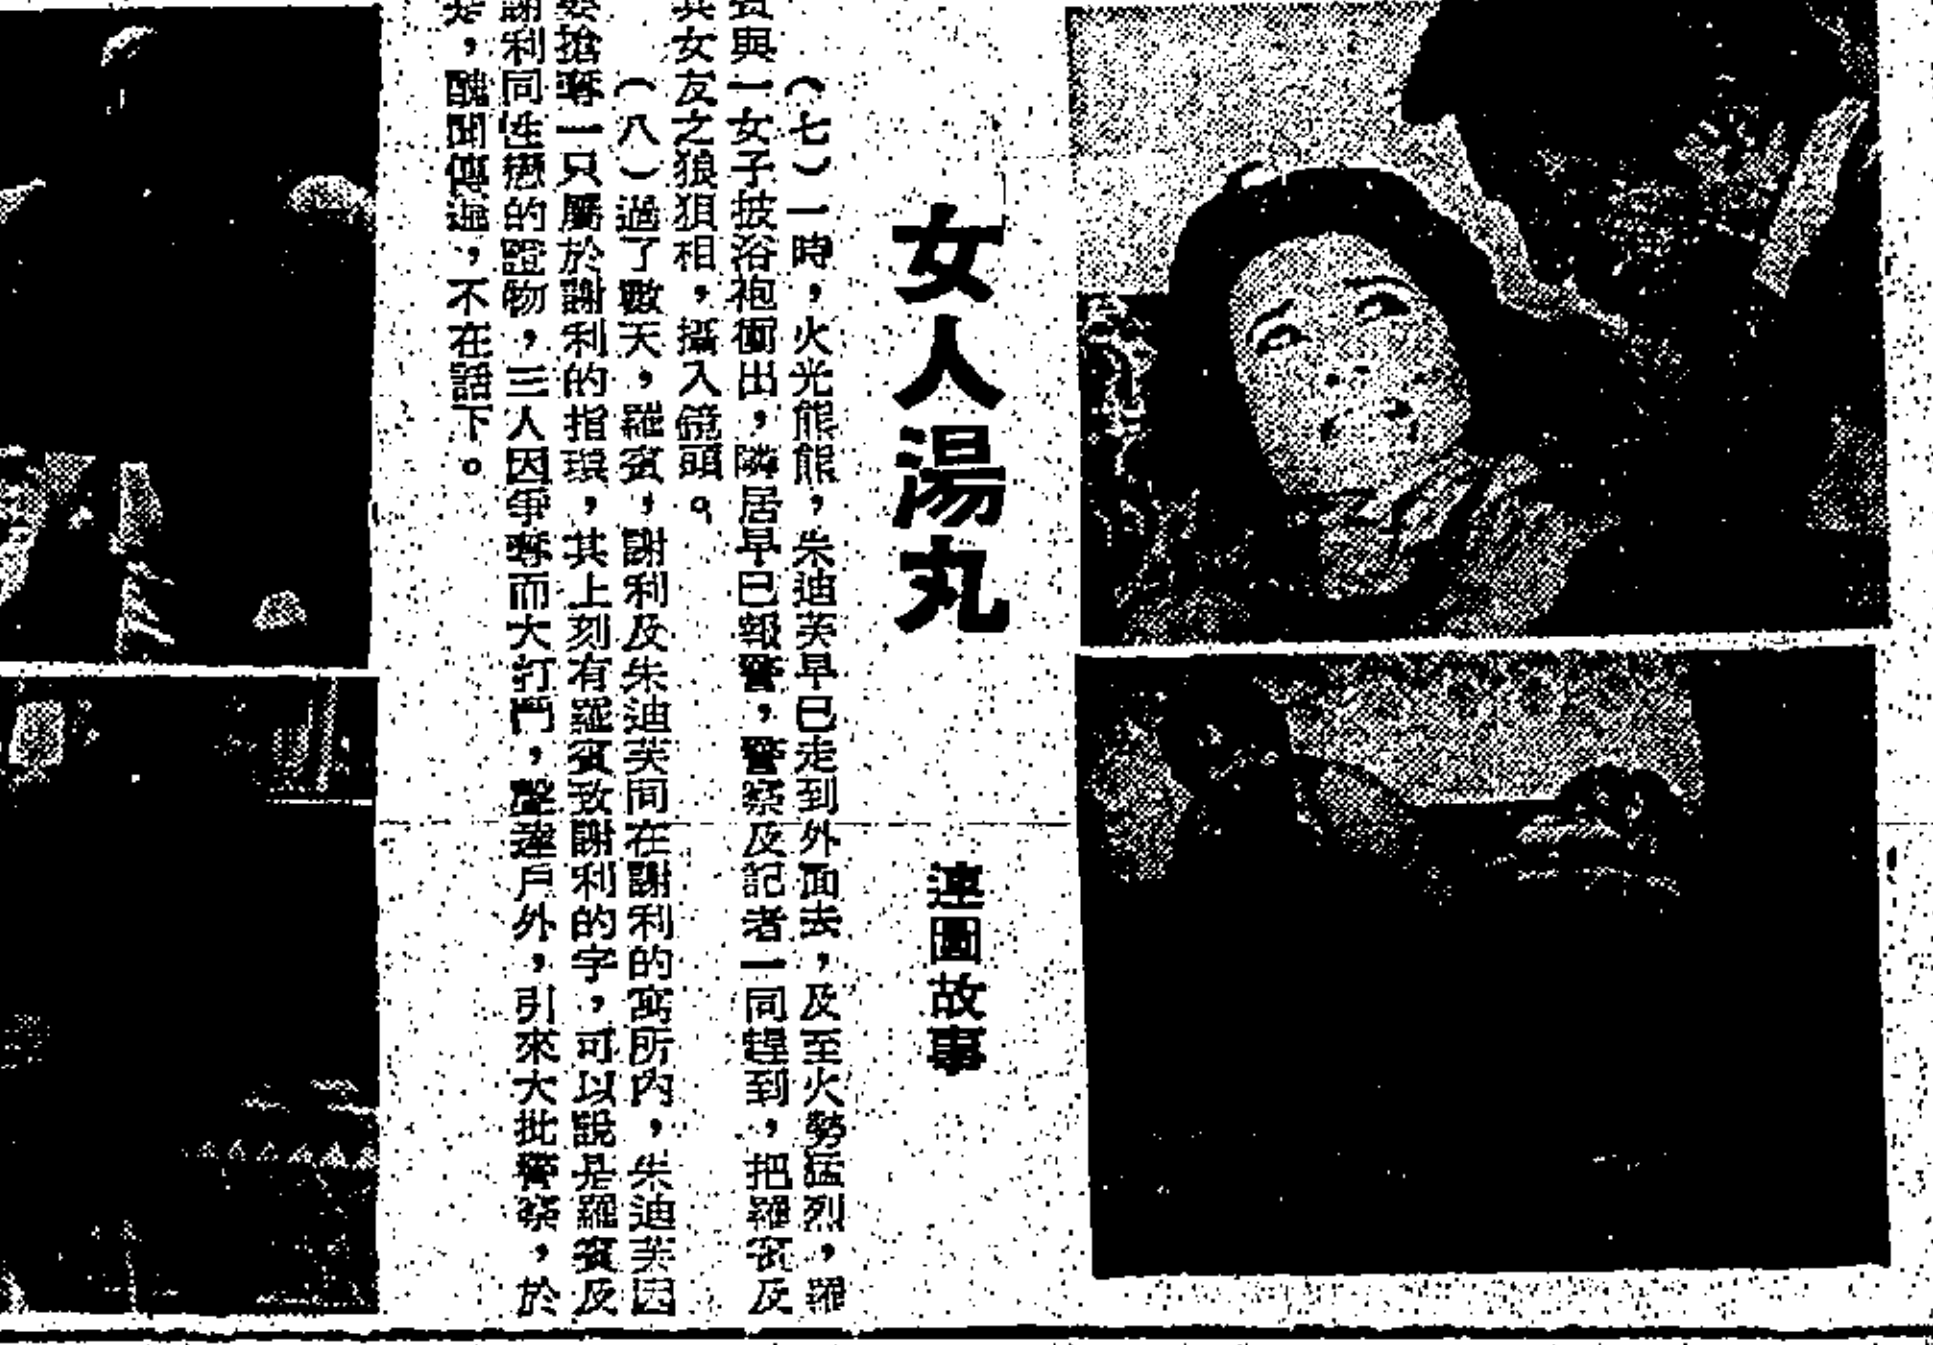 女人湯丸
連圖故事
(七)一時,火光熊熊,朱迪芙早已走到外面去,及至火勢猛烈,羅
賓與一女子披浴袍衝出,隣居早已報警,警察及記者一同趕到,把羅賓及
其女友之狼狽相,攝入鏡頭。
(八)過了數天,羅賓,謝利及朱迪芙同在謝利的寓所內,朱迪芙因
要搶奪一只屬於謝利的指環,其上刻有羅賓致謝利的字,可以說是羅賓及
謝利同性戀的證物,三人因爭奪而大打鬥,聲達戶外,引來大批警察,於
是,醜聞傳遍,不在話下。